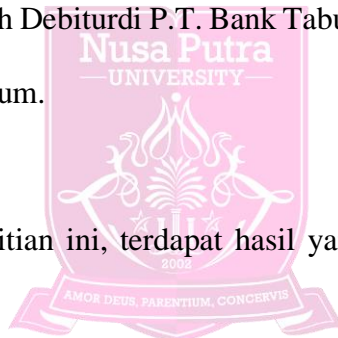 h Debiturdi P.T. Bank Tabu
Nusa Putra
UNIVERSITY
um.
itian ini, terdapat hasil ya
2002
AMOR DEUS, PARENTIUM, CONCERVIS